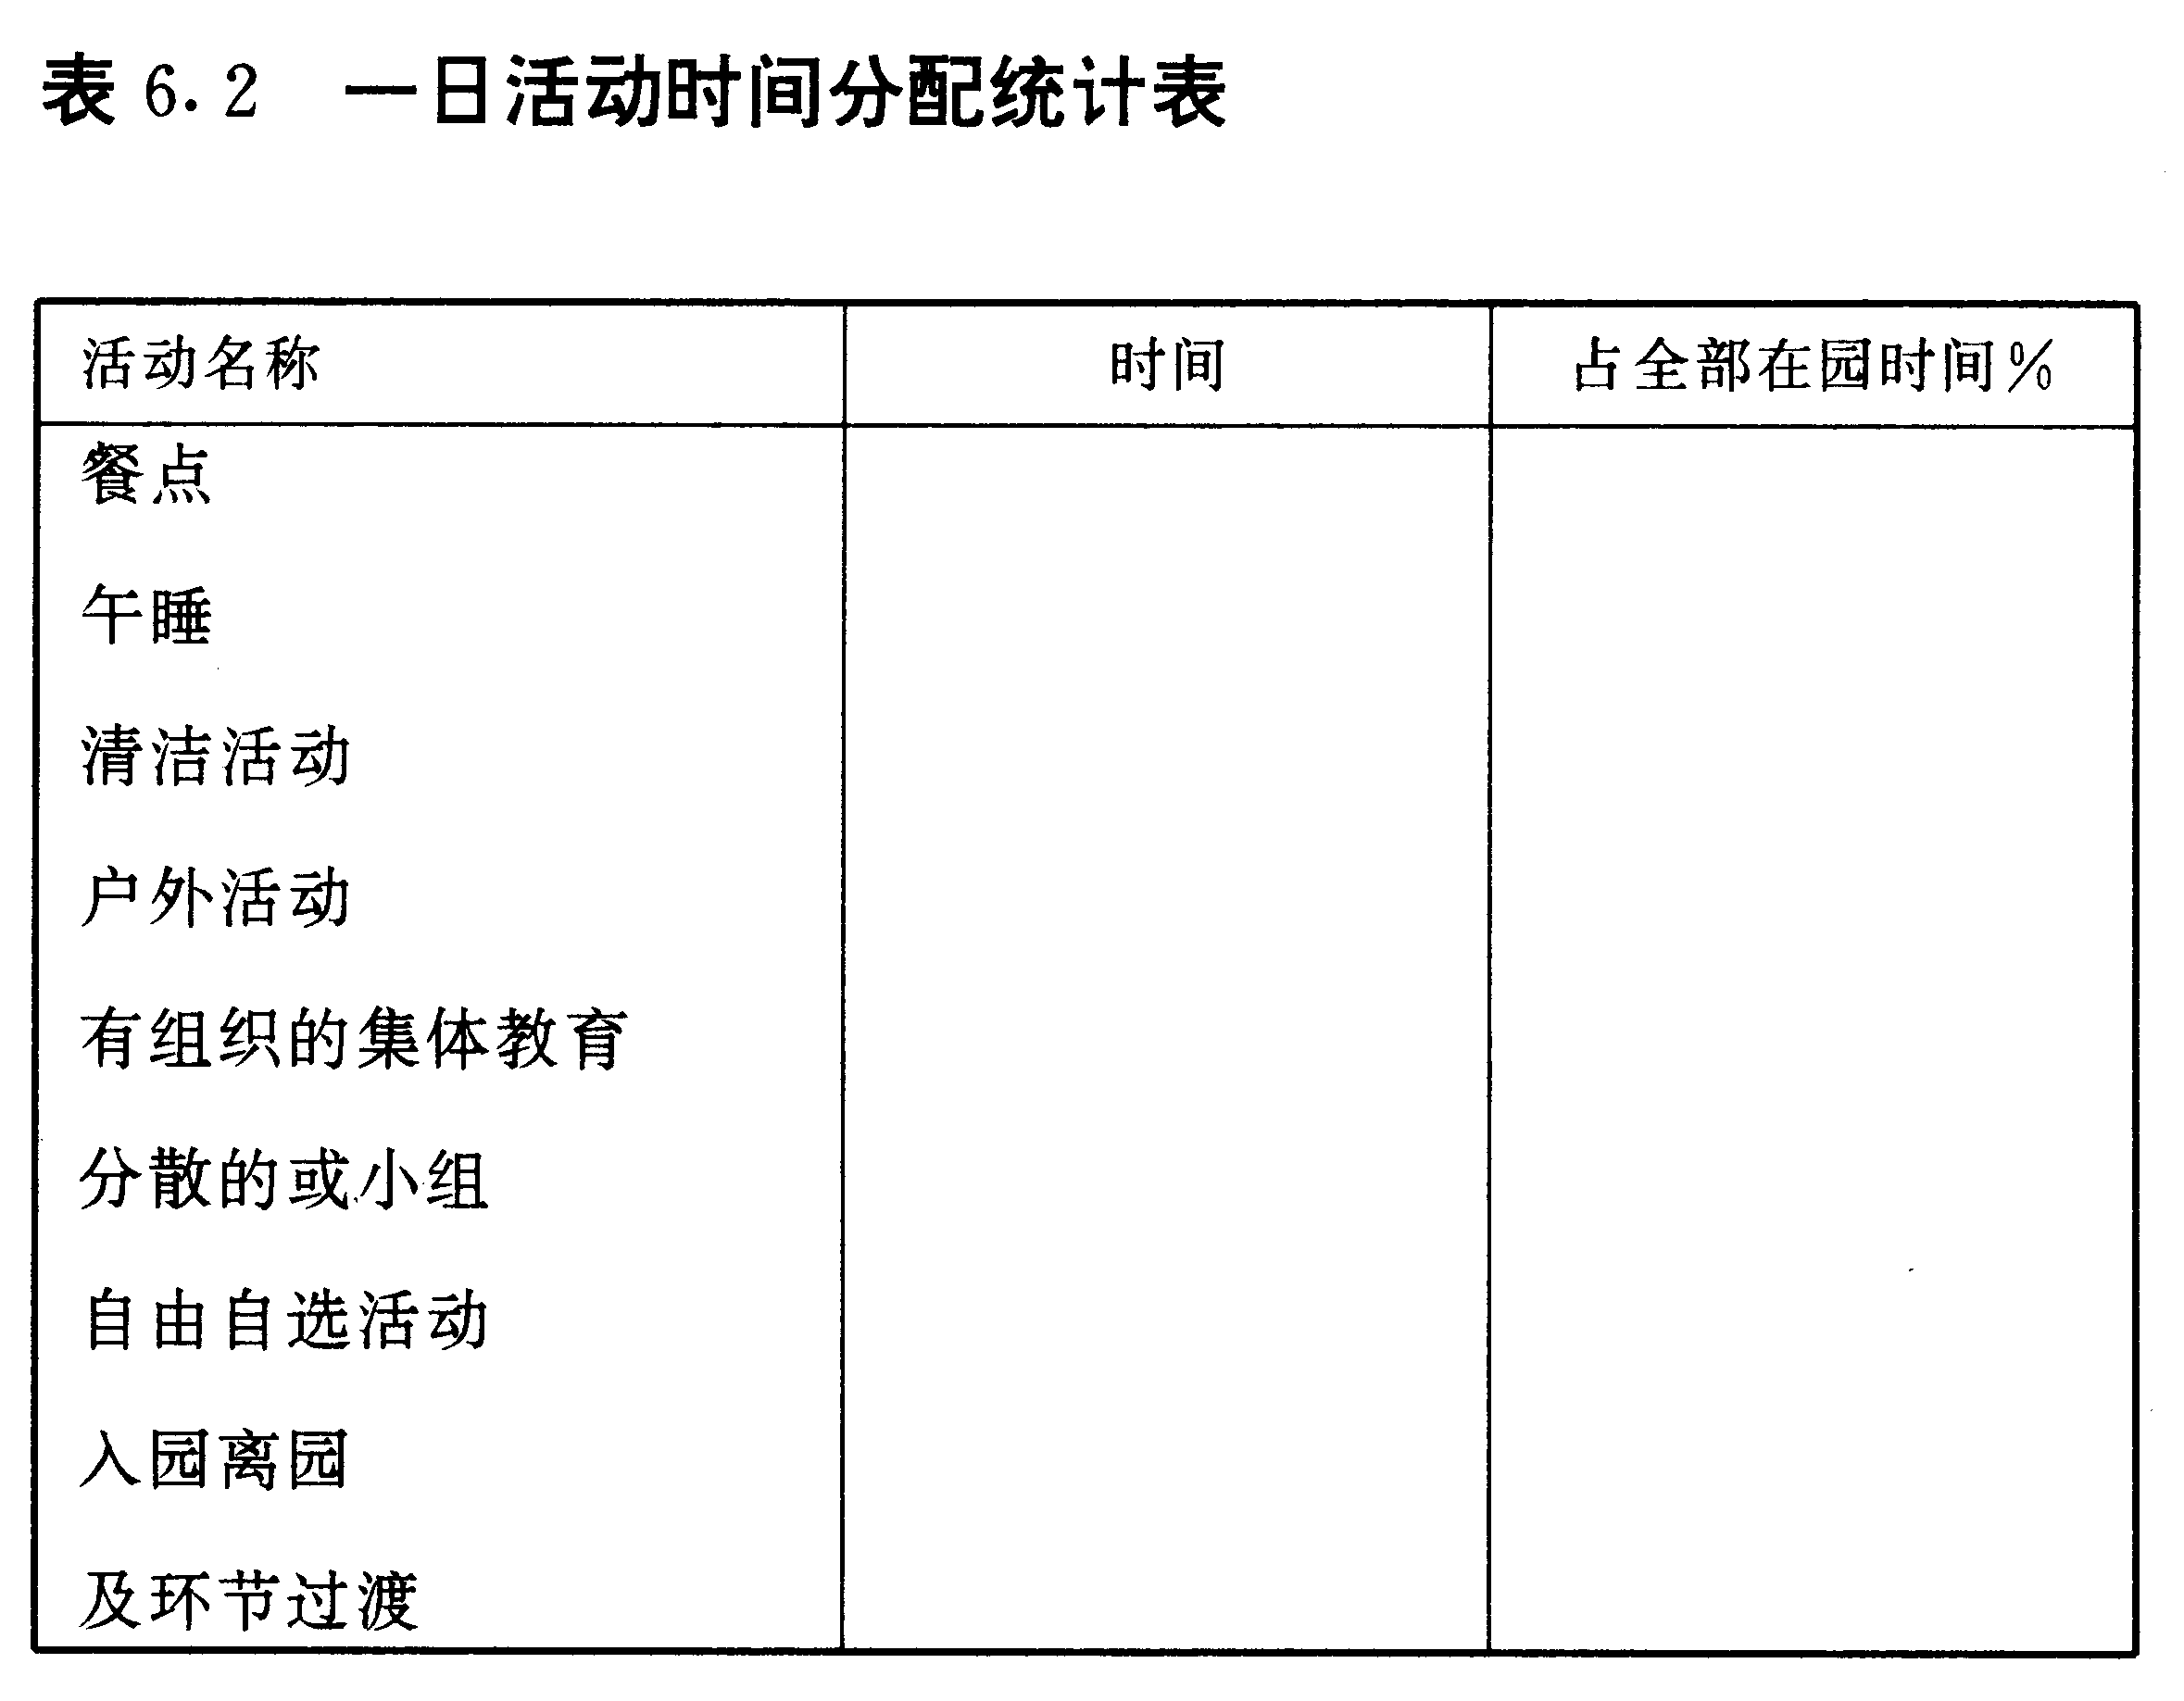 表 6.2 一日活动时间分配统计表
活动名称 时间 占全部在园时间%
餐点
午睡
清洁活动
户外活动
有组织的集体教育
分散的或小组
自由自选活动
入园离园
及环节过渡